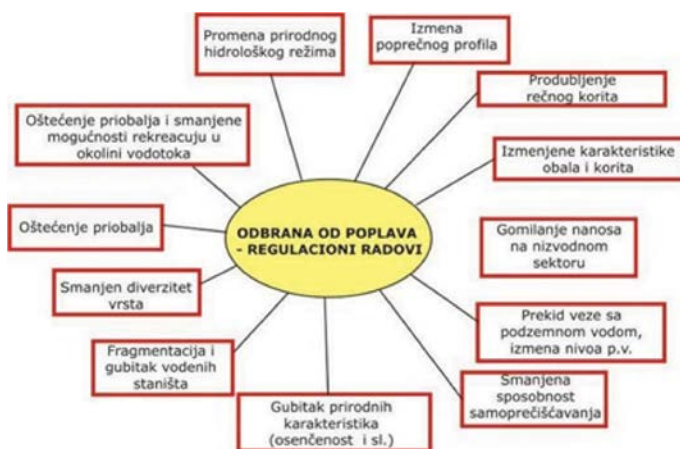 Promena prirodnog
hidrološkog režima
Izmena
poprečnog profila
Produbljenje
rečnog korita
Oštećenje priobalja i smanjene
mogućnosti rekreacuju u
okolini vodotoka
Izmenjene karakteristike
obala i korita
Oštećenje priobalja
ODBRANA OD POPLAVA
- REGULACIONI RADOVI
Gomilanje nanosa
na nizvodnom
sektoru
Smanjen diverzitet
vrsta
Prekid veze sa
podzemnom vodom,
izmena nivoa p.v.
Fragmentacija i
gubitak vodenih
staništa
Smanjena
sposobnost
samoprečišćavanja
Gubitak prirodnih
karakteristika
(osenčenost i sl.)